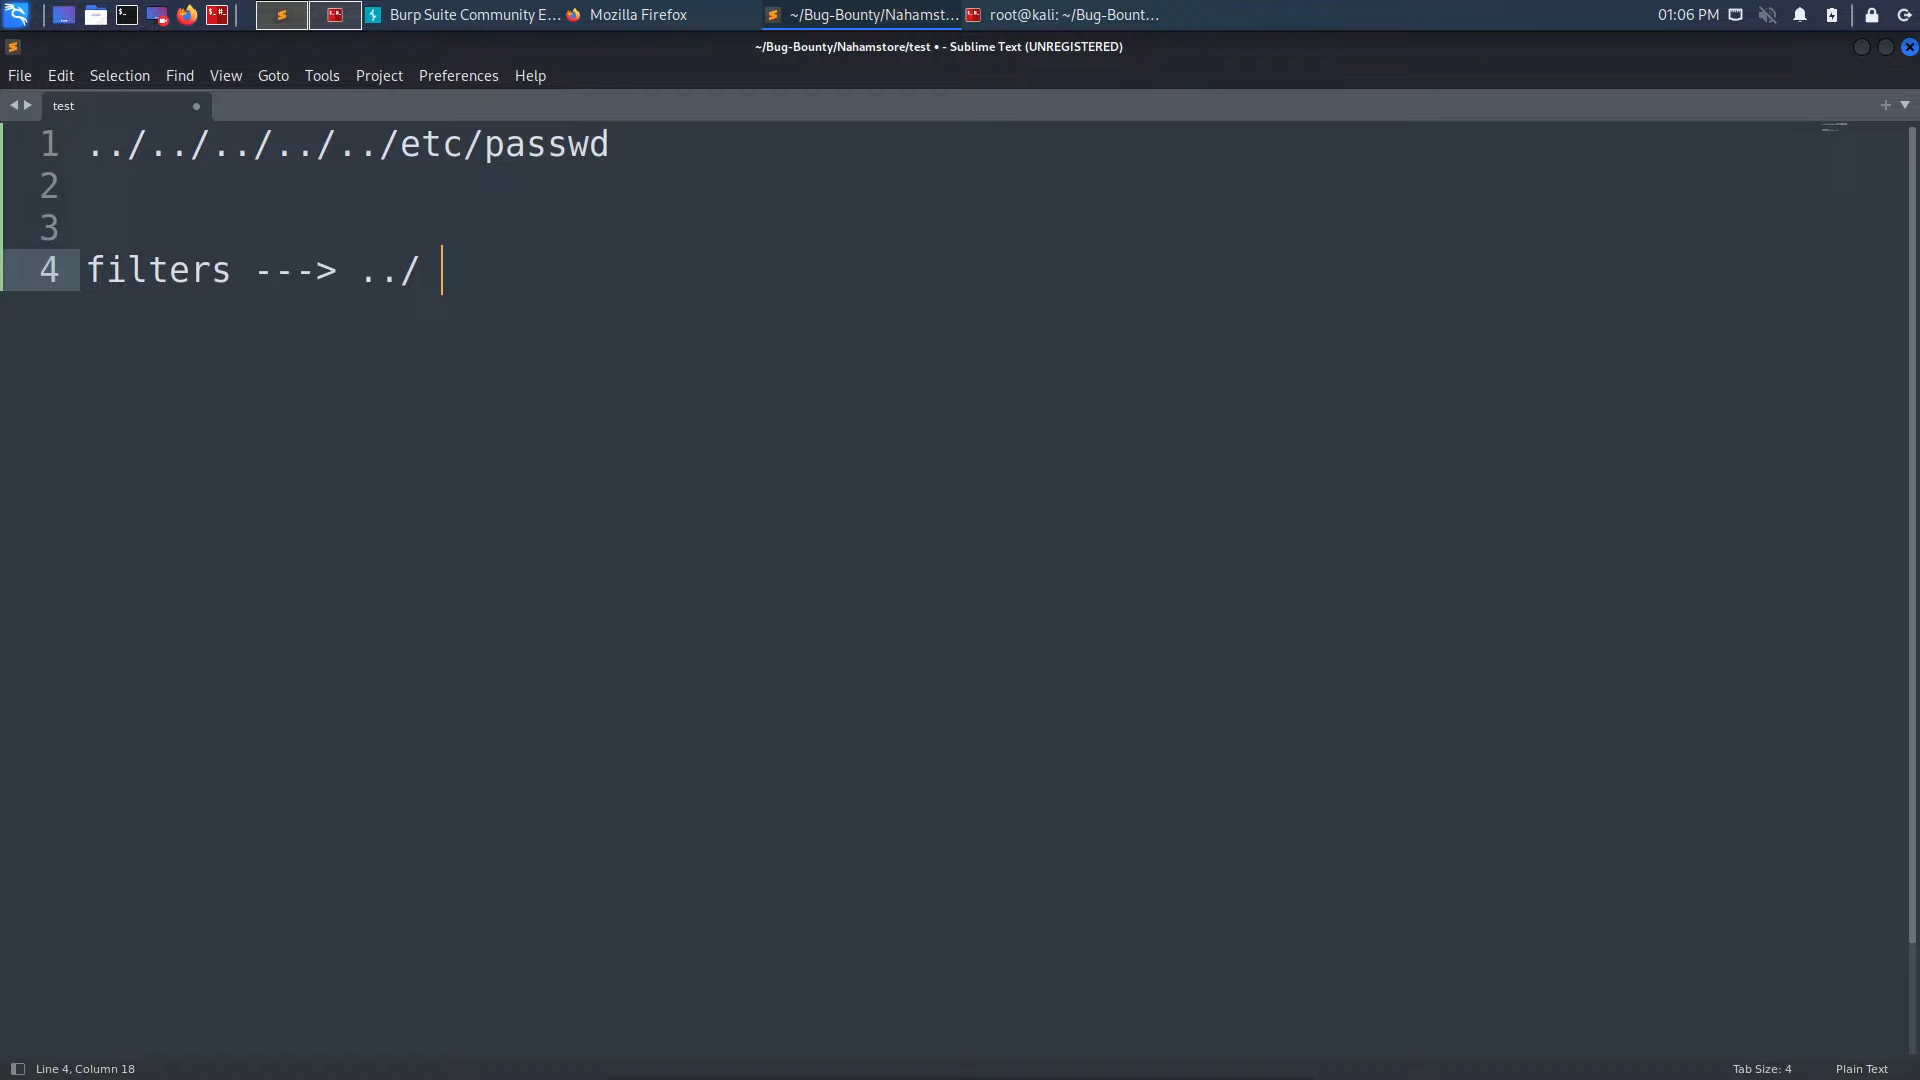 Burp Suite Community E...
Mozilla Firefox
~/Bug-Bounty/Nahamst...
root@kali: ~/Bug-Bount...
01:06 PM
~/Bug-Bounty/Nahamstore/test • - Sublime Text (UNREGISTERED)
File Edit Selection Find View Goto Tools Project Preferences Help
test
1 ../../../../../etc/passwd
2
3
4 filters ---> ../
Line 4, Column 18
Tab Size: 4
Plain Text